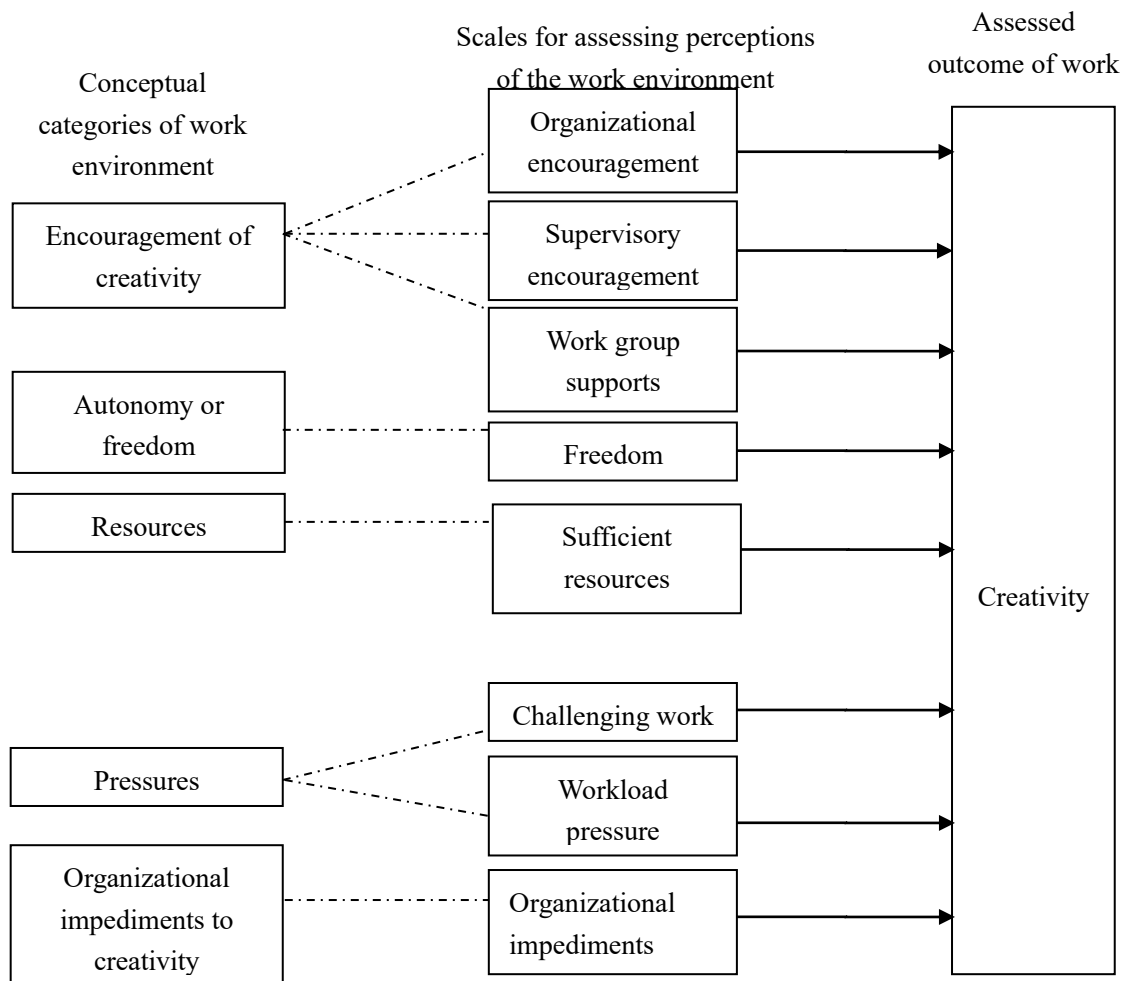 Conceptual
categories of work
environment
Scales for assessing perceptions
of the work environment
Assessed
outcome of work
Encouragement of
creativity
Organizational
encouragement
Supervisory
encouragement
Work group
supports
Autonomy or
freedom
Freedom
Resources
Sufficient
resources
Creativity
Pressures
Challenging work
Workload
pressure
Organizational
impediments to
creativity
Organizational
impediments